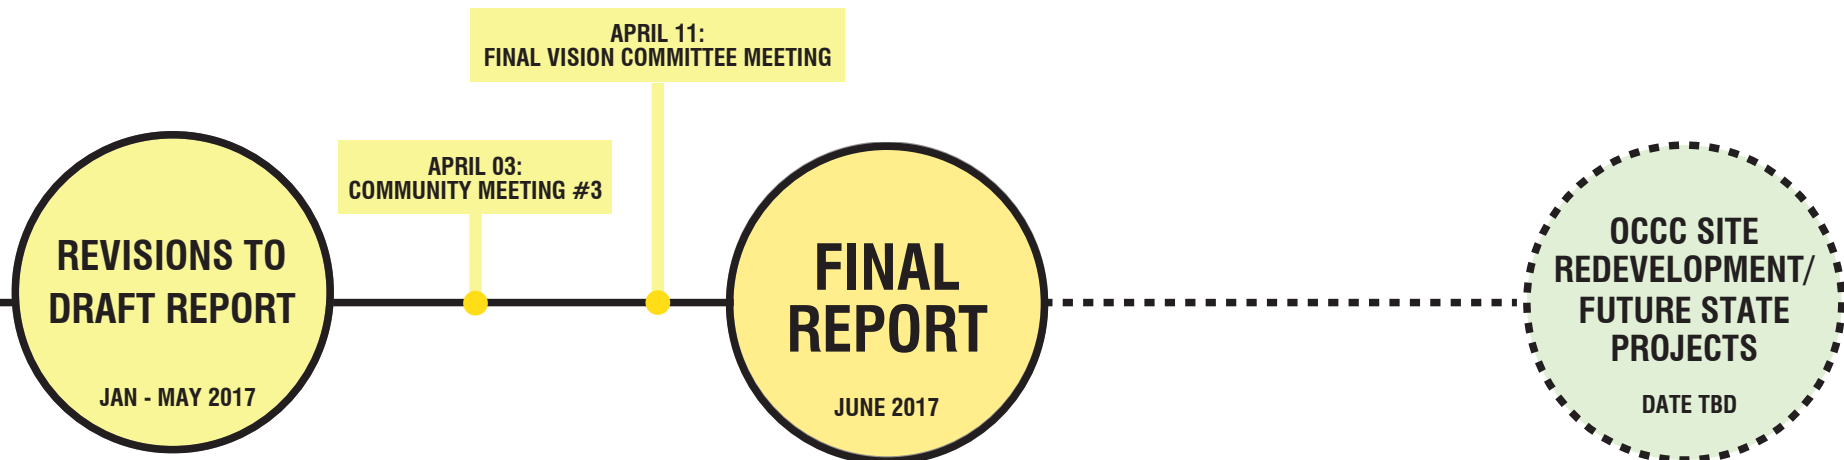 APRIL 11:
FINAL VISION COMMITTEE MEETING
APRIL 03:
COMMUNITY MEETING #3
REVISIONS TO
DRAFT REPORT
JAN - MAY 2017
FINAL
REPORT
JUNE 2017
OCCC SITE
REDEVELOPMENT/
FUTURE STATE
PROJECTS
DATE TBD